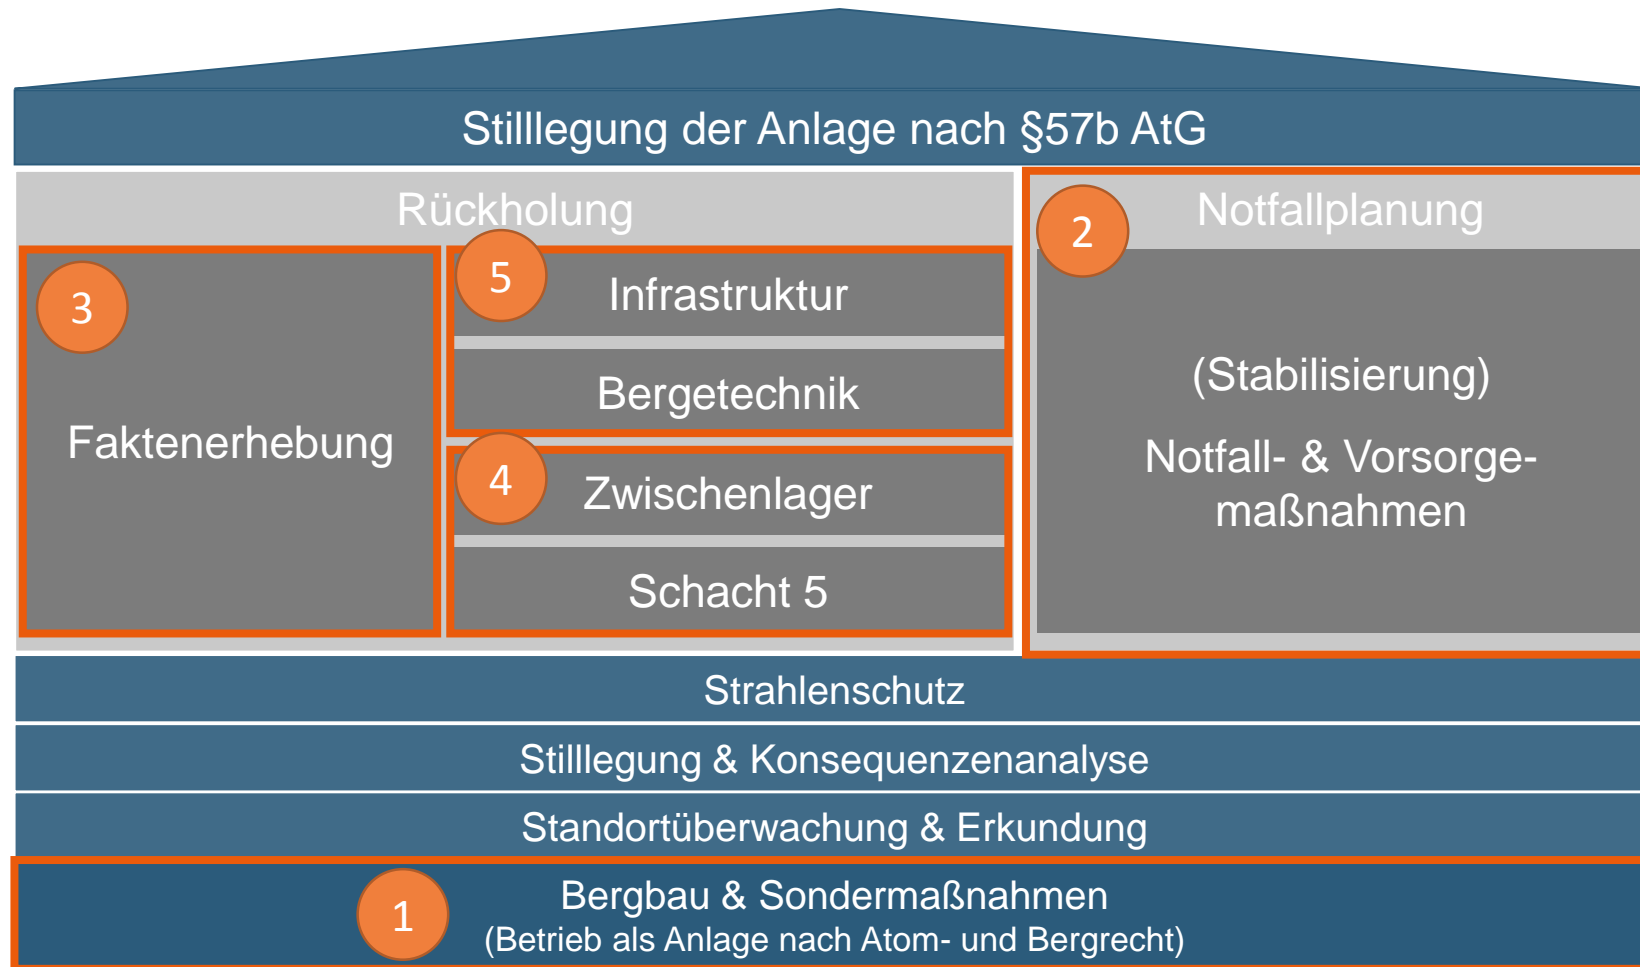 Stilllegung der Anlage nach §57b AtG
Rückholung
3
Faktenerhebung
5
Infrastruktur
Bergetechnik
4
Zwischenlager
Schacht 5
2
Notfallplanung
(Stabilisierung)
Notfall- & Vorsorge-
maßnahmen
Strahlenschutz
Stilllegung & Konsequenzenanalyse
Standortüberwachung & Erkundung
1
Bergbau & Sondermaßnahmen
(Betrieb als Anlage nach Atom- und Bergrecht)